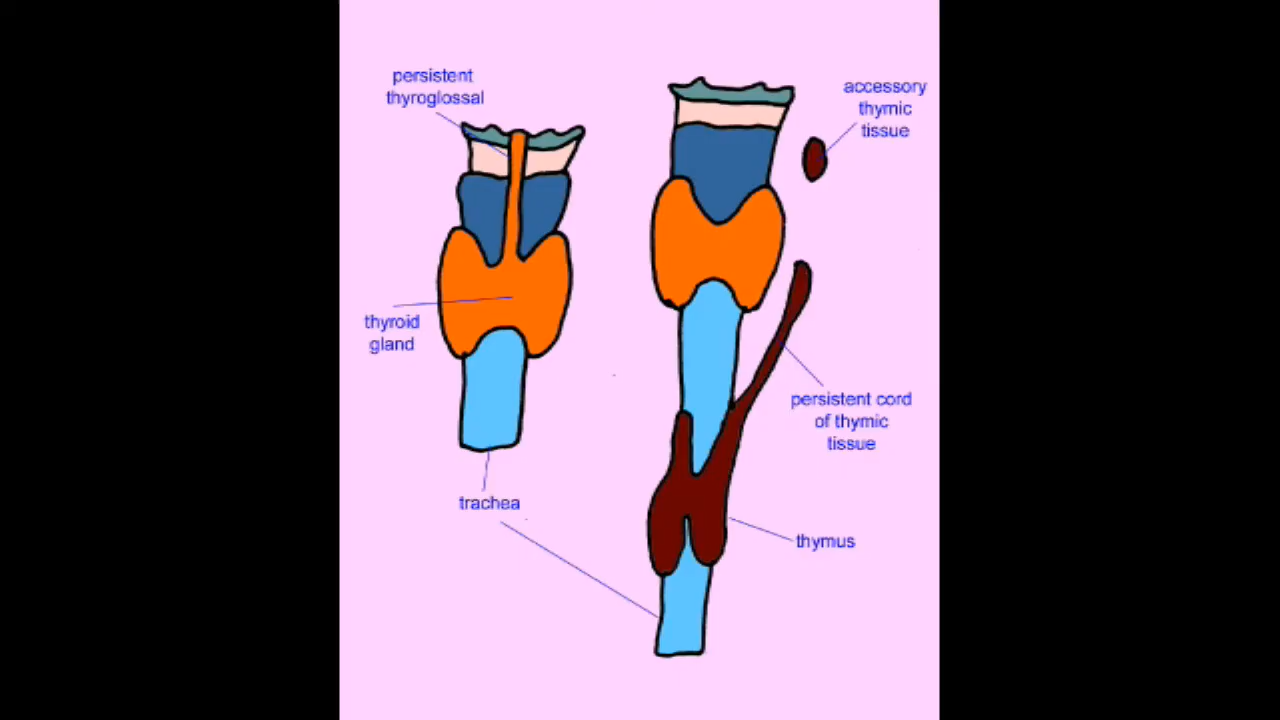 persistent
thyroglossal
thyroid
gland
trachea
accessory
thymic
tissue
persistent cord
of thymic
tissue
thymus